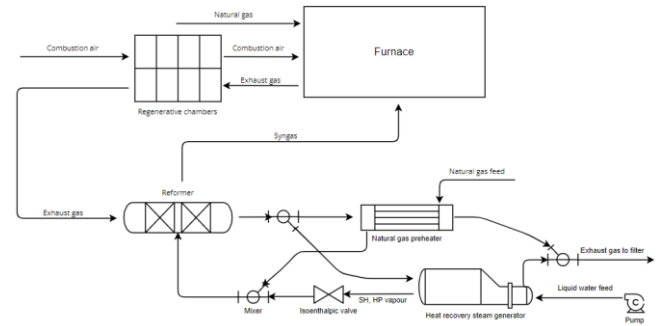 Natural gas
Combustion air
Combustion air
Furnace
Exhaust gas
Regenerative chambers
Syngas
Natural gas feed
Reformer
Exhaust gas
Natural gas preheater
Exhaust gas to filter
SH, HP vapour
Liquid water feed
C
Mixer
Isoenthalpic valve
Heat recovery steam generator
Pump